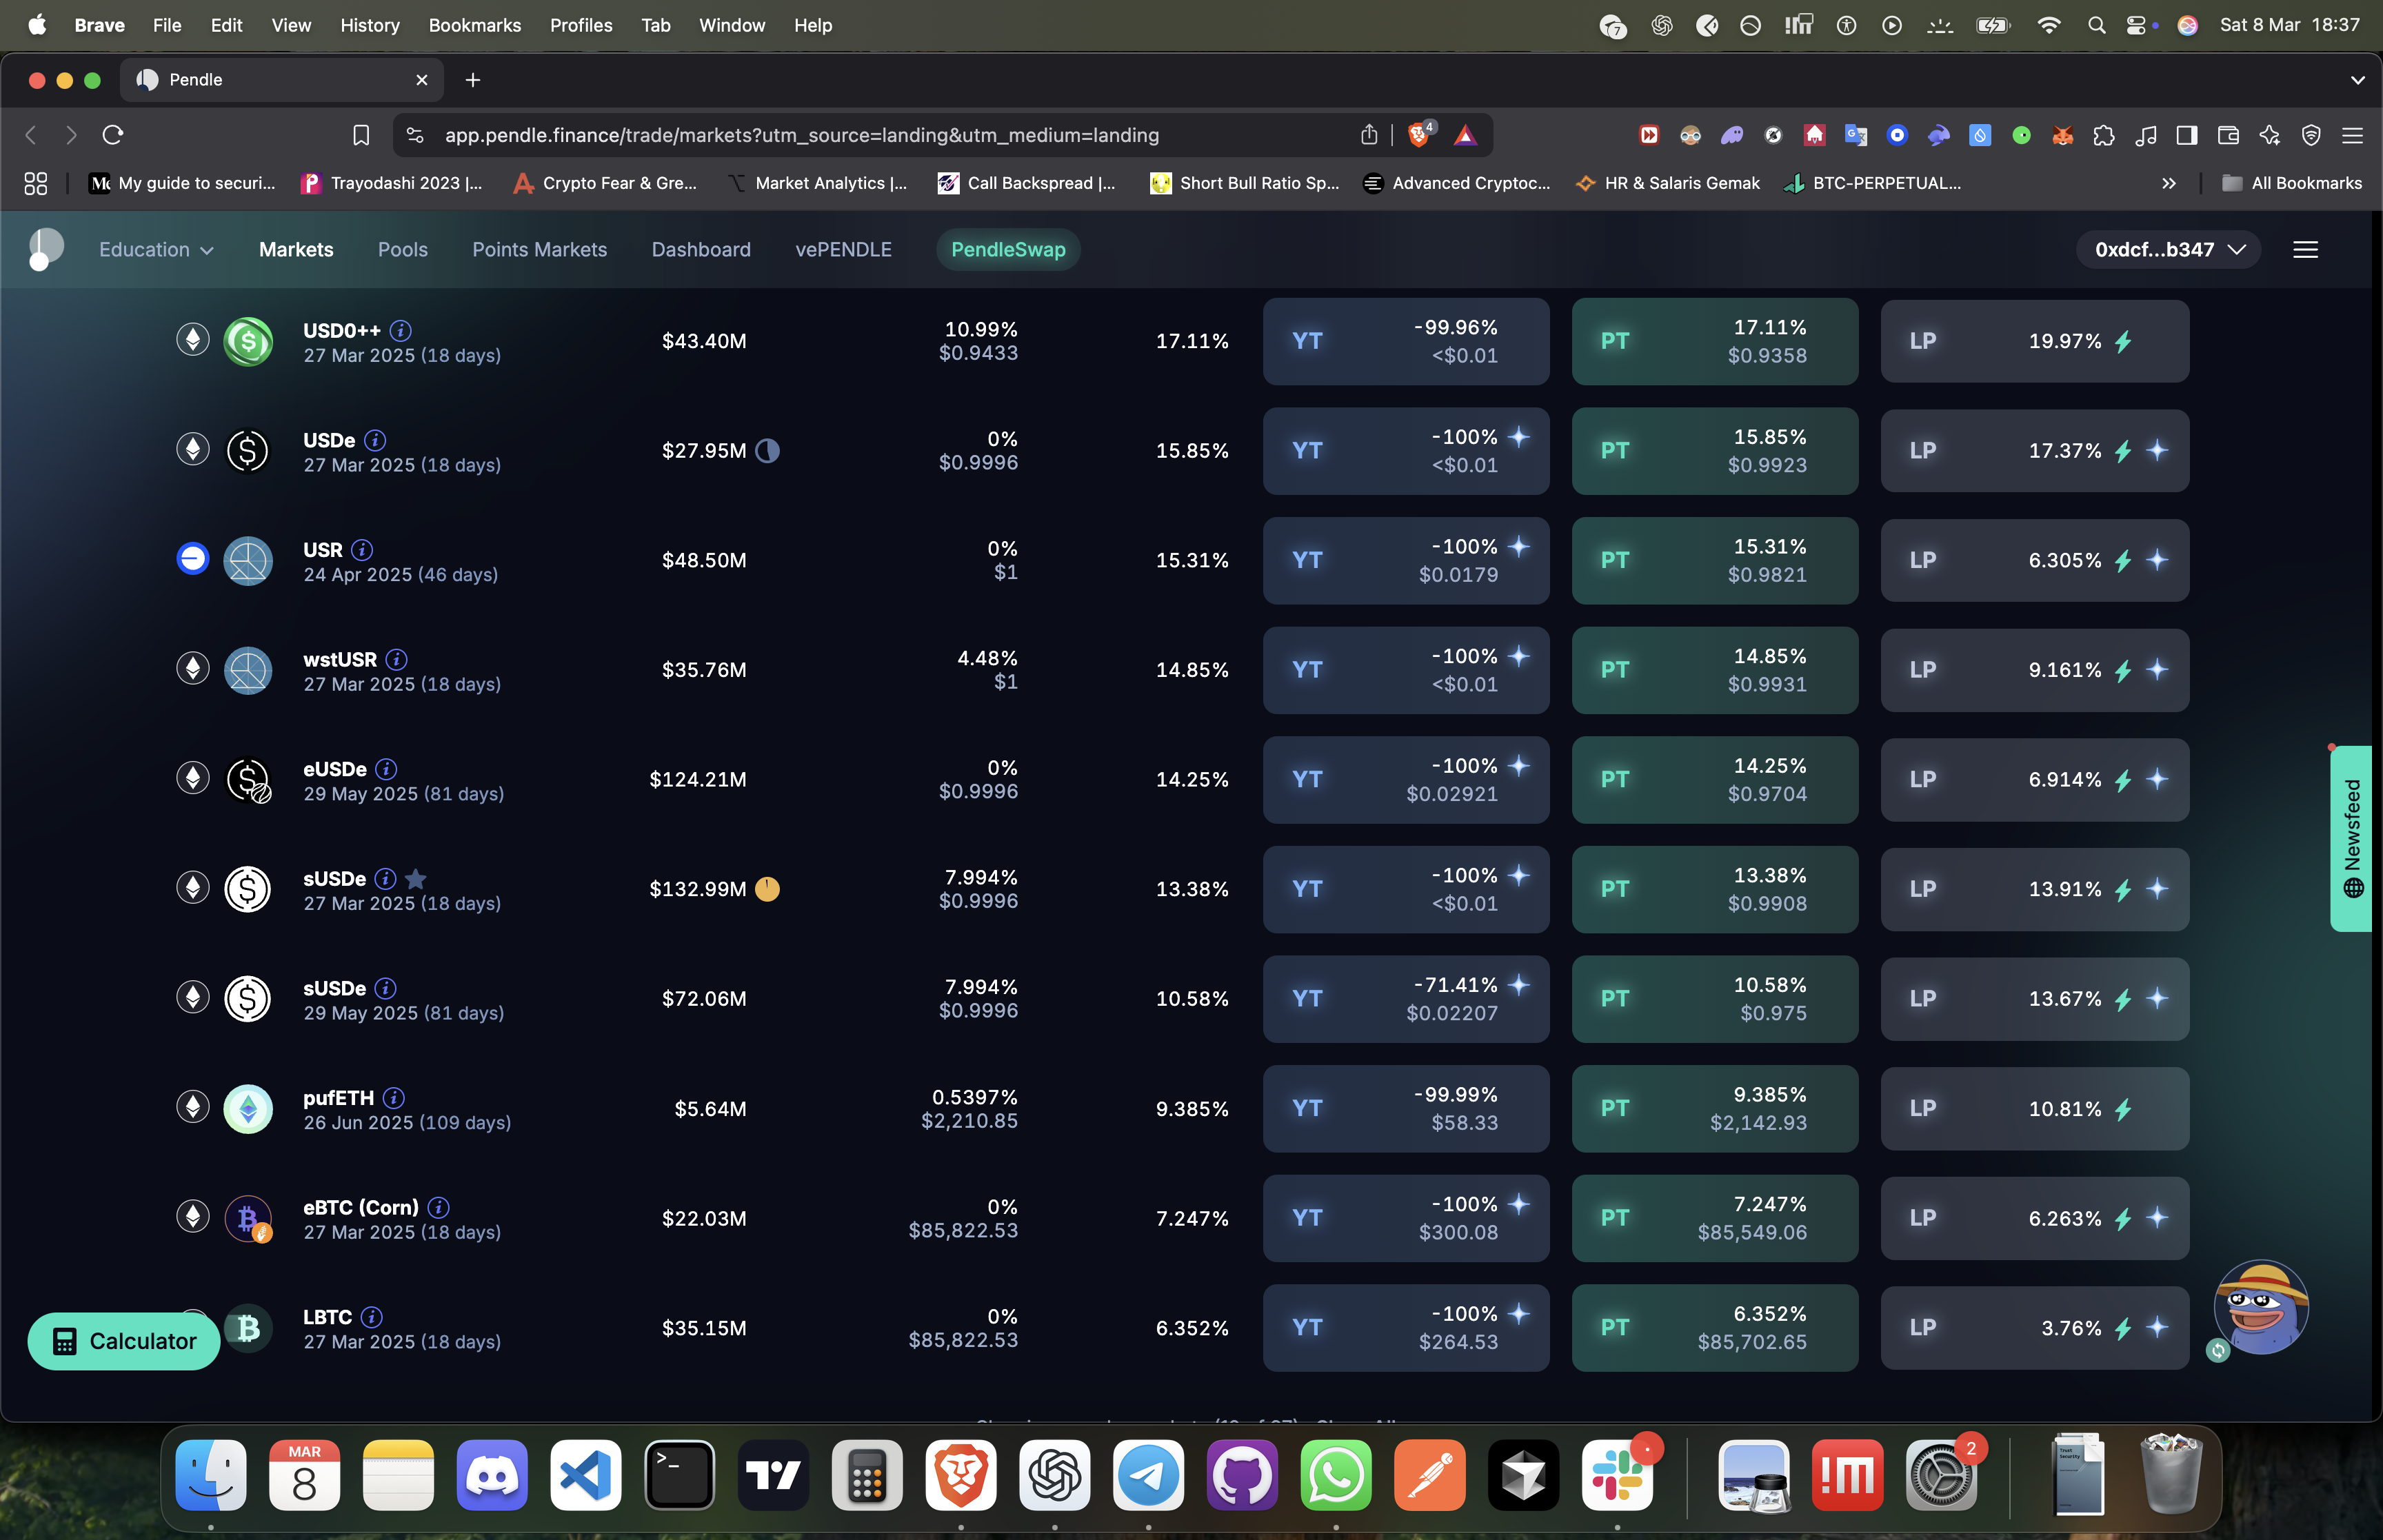 Brave File Edit View History Bookmarks Profiles Tab Window Help 7 Sat 8 Mar 18:37
Pendle
app.pendle.finance/trade/markets?utm_source=landing&utm_medium=landing 4
My guide to securi... Trayodashi 2023 |... Crypto Fear & Gre... Market Analytics |... Call Backspread |... Short Bull Ratio Sp... Advanced Cryptoc... HR & Salaris Gemak BTC-PERPETUAL... All Bookmarks
Education Markets Pools Points Markets Dashboard vePENDLE PendleSwap 0xdcf...b347
USD0++ 10.99% -99.96% 17.11%
27 Mar 2025 (18 days) $43.40M $0.9433 17.11% YT <$0.01 PT $0.9358 LP 19.97%
USDe 0% -100% 15.85%
27 Mar 2025 (18 days) $27.95M $0.9996 15.85% YT <$0.01 PT $0.9923 LP 17.37%
USR 0% -100% 15.31%
24 Apr 2025 (46 days) $48.50M $1 15.31% YT $0.0179 PT $0.9821 LP 6.305%
wstUSR 4.48% -100% 14.85%
27 Mar 2025 (18 days) $35.76M $1 14.85% YT <$0.01 PT $0.9931 LP 9.161%
eUSDe 0% -100% 14.25%
29 May 2025 (81 days) $124.21M $0.9996 14.25% YT $0.02921 PT $0.9704 LP 6.914%
sUSDe 7.994% -100% 13.38%
27 Mar 2025 (18 days) $132.99M $0.9996 13.38% YT <$0.01 PT $0.9908 LP 13.91%
sUSDe 7.994% -71.41% 10.58%
29 May 2025 (81 days) $72.06M $0.9996 10.58% YT $0.02207 PT $0.975 LP 13.67%
pufETH 0.5397% -99.99% 9.385%
26 Jun 2025 (109 days) $5.64M $2,210.85 9.385% YT $58.33 PT $2,142.93 LP 10.81%
eBTC (Corn) 0% -100% 7.247%
27 Mar 2025 (18 days) $22.03M $85,822.53 7.247% YT $300.08 PT $85,549.06 LP 6.263%
LBTC 0% -100% 6.352%
27 Mar 2025 (18 days) $35.15M $85,822.53 6.352% YT $264.53 PT $85,702.65 LP 3.76%
Newsfeed
Calculator
MAR
8
2